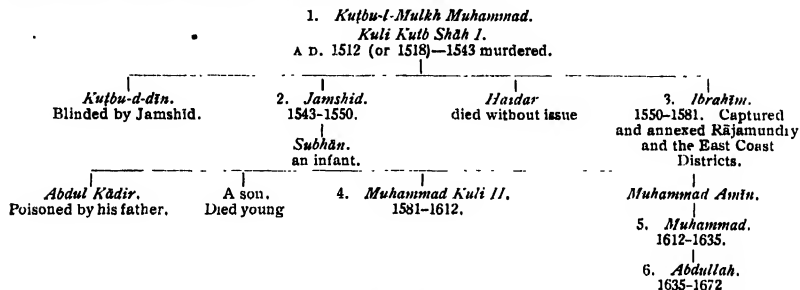 1. Kuṭbu-l-Mulkh Muhammad.
Kuli Kutb Shāh I.
A D. 1512 (or 1518)—1543 murdered.
Kuṭbu-d-dīn. 2. Jamshid. Haidar 3. Ibrahīm.
Blinded by Jamshīd. 1543-1550. died without issue 1550-1581. Captured
and annexed Rājamundry
Subhān. and the East Coast
an infant. Districts.
Abdul Kādir. A son. 4. Muhammad Kuli II. Muhammad Amīn.
Poisoned by his father. Died young 1581-1612.
5. Muhammad.
1612-1635.
6. Abdullah.
1635-1672